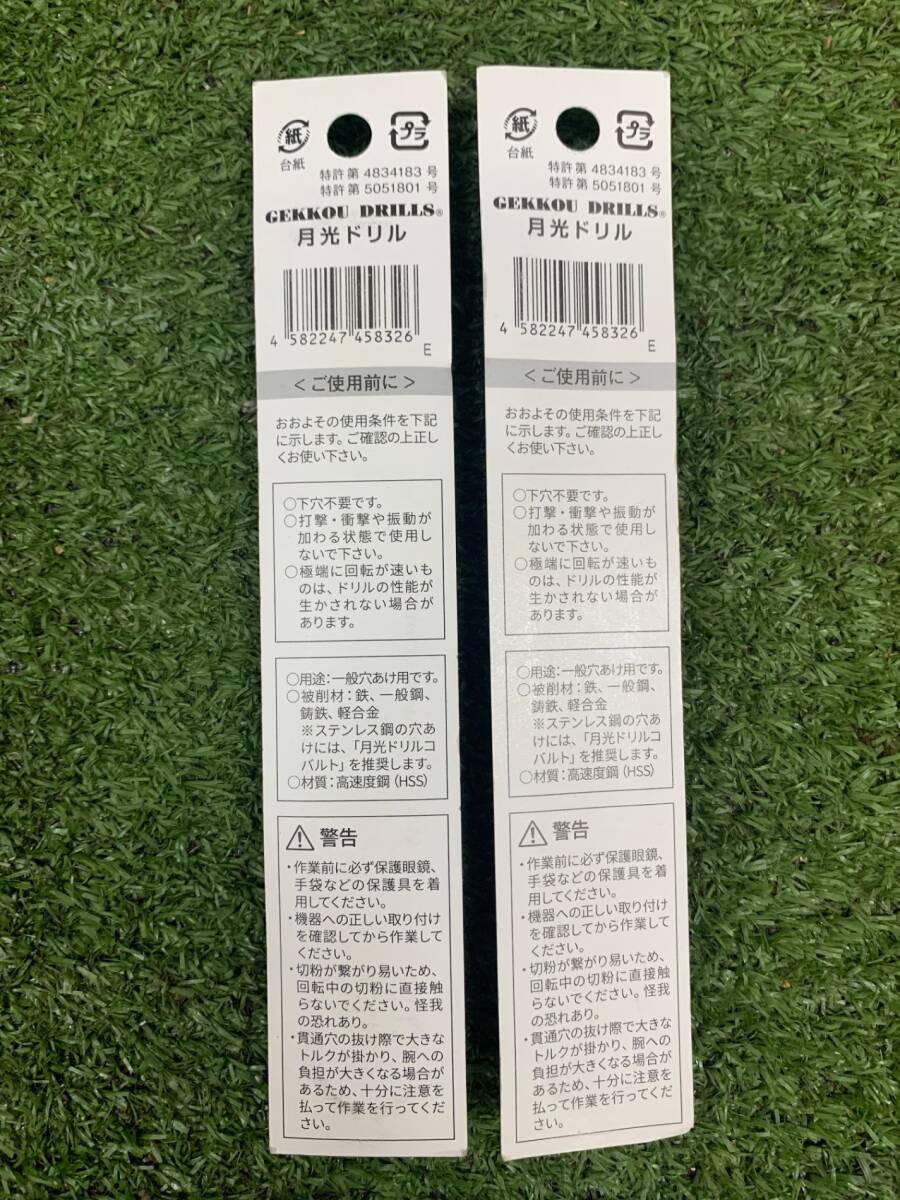 紙
プラ
台紙
特許第 4834183 号
特許第 5051801 号
GEKKOU DRILLS®
月光ドリル
4 582247 458326
E
<ご使用前に>
おおよその使用条件を下記
に示します。ご確認の上正し
くお使い下さい。
○下穴不要です。
○打撃・衝撃や振動が
加わる状態で使用し
ないで下さい。
○極端に回転が速いも
のは、ドリルの性能が
生かされない場合が
あります。
○用途:一般穴あけ用です。
○被削材:鉄、一般鋼、
鋳鉄、軽合金
※ステンレス鋼の穴あ
けには、「月光ドリルコ
バルト」を推奨します。
○材質:高速度鋼(HSS)
警告
・作業前に必ず保護眼鏡、
手袋などの保護具を着
用してください。
・機器への正しい取り付け
を確認してから作業して
ください。
・切粉が繋がり易いため、
回転中の切粉に直接触
らないでください。怪我
の恐れあり。
・貫通穴の抜け際で大きな
トルクが掛かり、腕への
負担が大きくなる場合が
あるため、十分に注意を
払って作業を行ってくだ
さい。
紙
プラ
台紙
特許第 4834183 号
特許第 5051801 号
GEKKOU DRILLS®
月光ドリル
4 582247 458326
E
<ご使用前に>
おおよその使用条件を下記
に示します。ご確認の上正し
くお使い下さい。
○下穴不要です。
○打撃・衝撃や振動が
加わる状態で使用し
ないで下さい。
○極端に回転が速いも
のは、ドリルの性能が
生かされない場合が
あります。
○用途:一般穴あけ用です。
○被削材:鉄、一般鋼、
鋳鉄、軽合金
※ステンレス鋼の穴あ
けには、「月光ドリルコ
バルト」を推奨します。
○材質:高速度鋼(HSS)
警告
・作業前に必ず保護眼鏡、
手袋などの保護具を着
用してください。
・機器への正しい取り付け
を確認してから作業して
ください。
・切粉が繋がり易いため、
回転中の切粉に直接触
らないでください。怪我
の恐れあり。
・貫通穴の抜け際で大きな
トルクが掛かり、腕への
負担が大きくなる場合が
あるため、十分に注意を
払って作業を行ってくだ
さい。